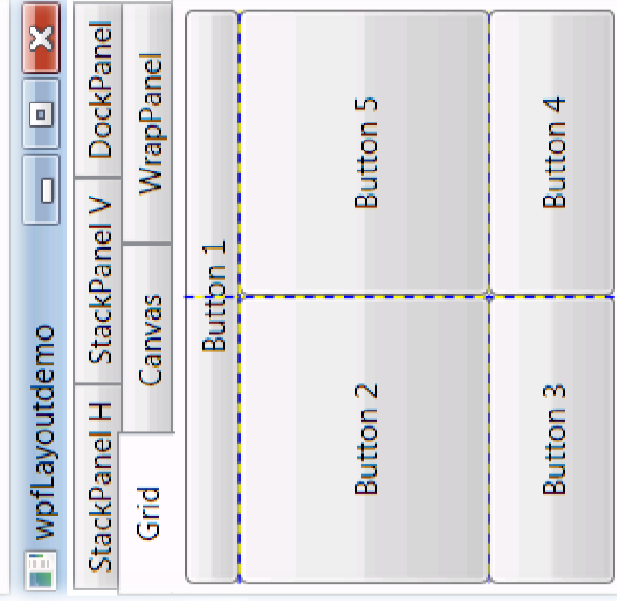 wpfLayoutdemo
StackPanel H StackPanel V DockPanel
Grid Canvas WrapPanel
Button 1
Button 2 Button 5
Button 3 Button 4